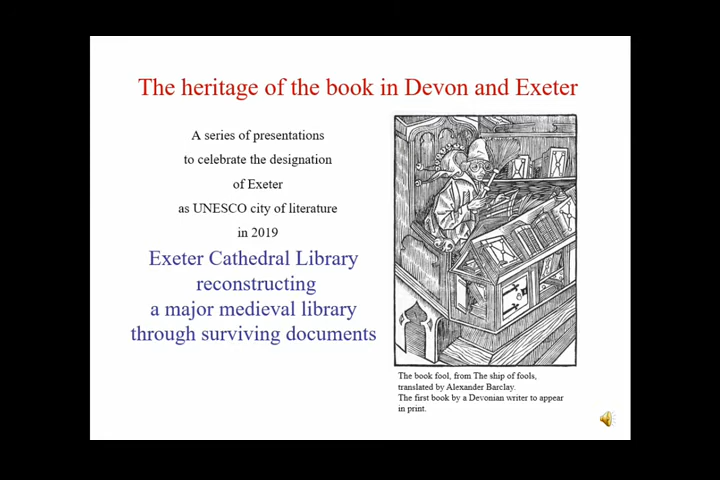 The heritage of the book in Devon and Exeter
A series of presentations
to celebrate the designation
of Exeter
as UNESCO city of literature
in 2019
Exeter Cathedral Library
reconstructing
a major medieval library
through surviving documents
The book fool, from The ship of fools,
translated by Alexander Barclay.
The first book by a Devonian writer to appear
in print.